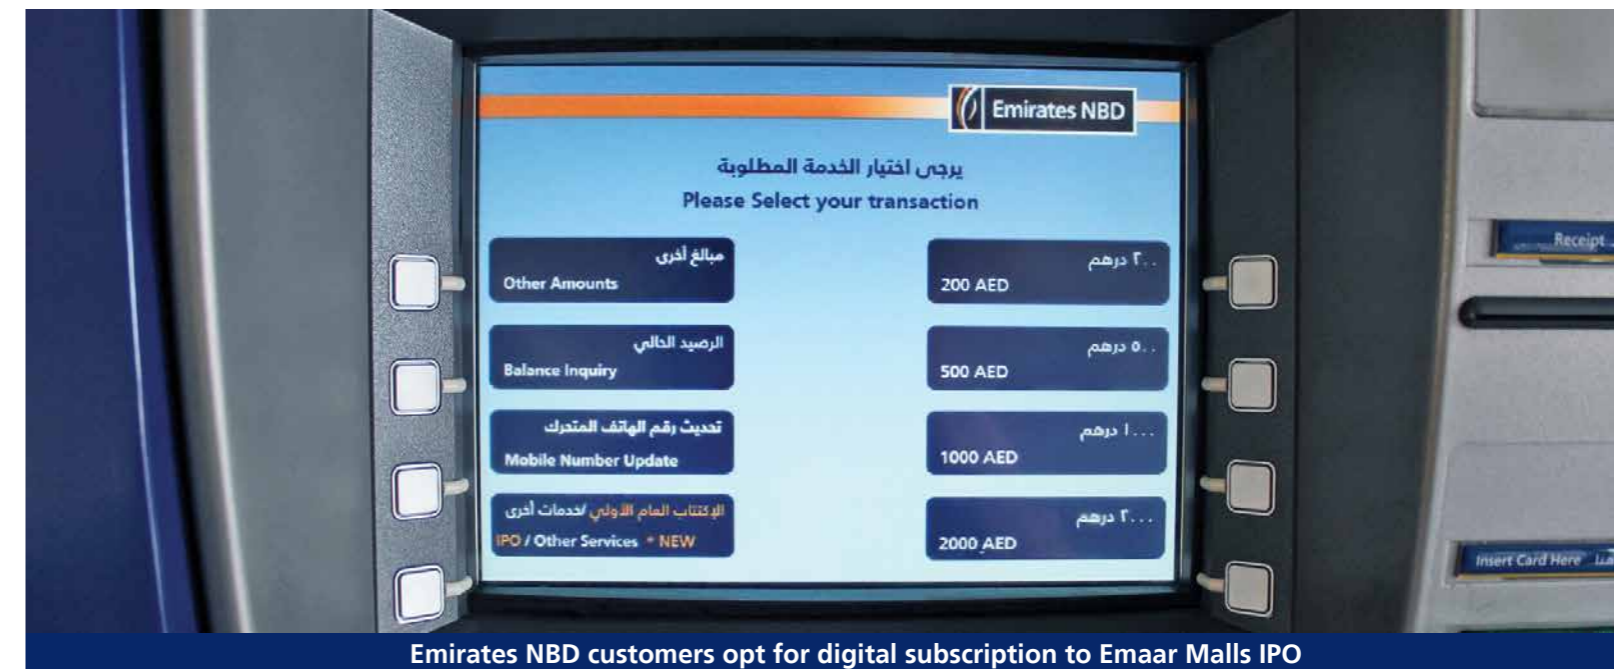 Emirates NBD
يرجى اختيار الخدمة المطلوبة
Please Select your transaction
مبالغ أخرى
Other Amounts
٢٠٠ درهم
200 AED
الرصيد الحالي
Balance Inquiry
٥٠٠ درهم
500 AED
تحديث رقم الهاتف المتحرك
Mobile Number Update
١٠٠٠ درهم
1000 AED
الإكتتاب العام الأولي /خدمات أخرى
IPO / Other Services * NEW
٢٠٠٠ درهم
2000 AED
Receipt
Insert Card Here
Emirates NBD customers opt for digital subscription to Emaar Malls IPO